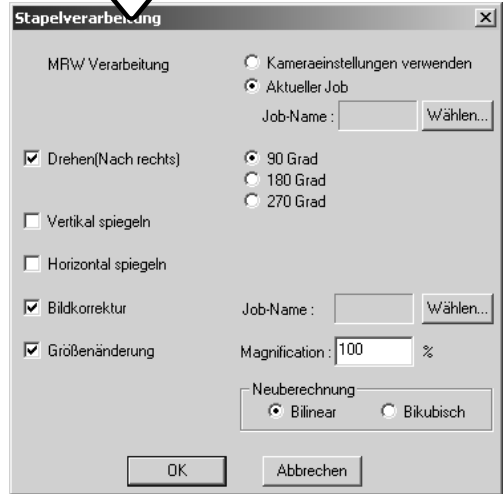 Stapelverarbeitung
MRW Verarbeitung
Kameraeinstellungen verwenden
Aktueller Job
Job-Name :
Wählen...
Drehen(Nach rechts)
90 Grad
180 Grad
270 Grad
Vertikal spiegeln
Horizontal spiegeln
Bildkorrektur
Job-Name :
Wählen...
Größenänderung
Magnification : 100 %
Neuberechnung
Bilinear
Bikubisch
OK
Abbrechen